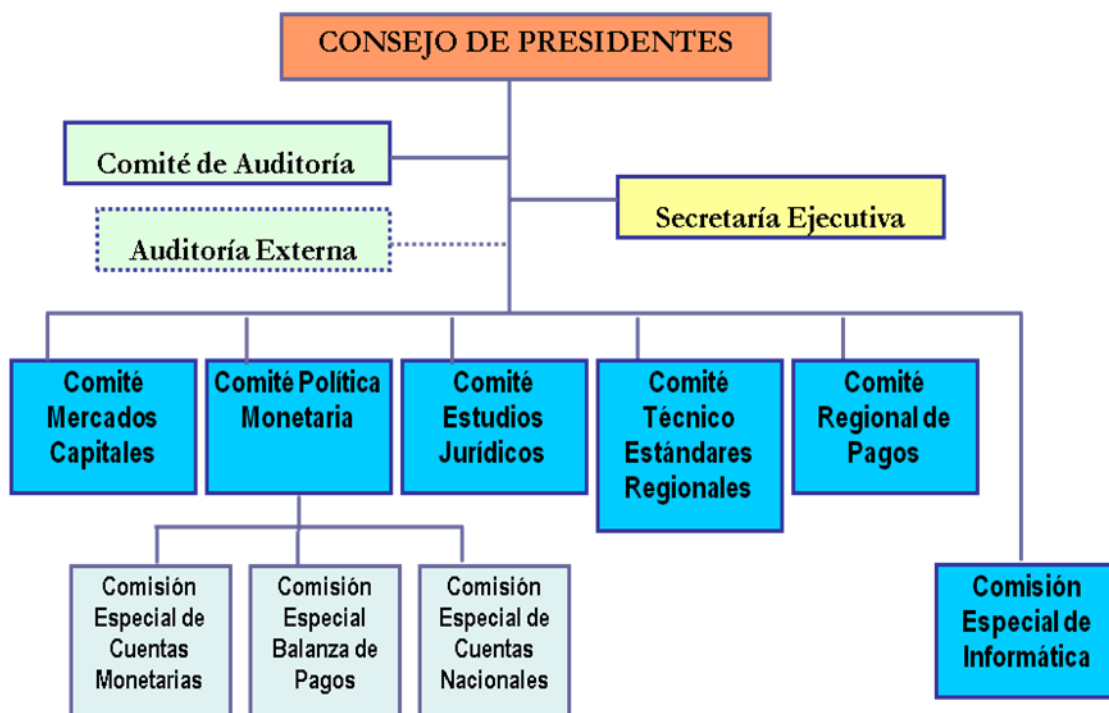 CONSEJO DE PRESIDENTES
Comité de Auditoría
Secretaría Ejecutiva
Auditoría Externa
Comité
Mercados
Capitales
Comité Política
Monetaria
Comité
Estudios
Jurídicos
Comité
Técnico
Estándares
Regionales
Comité
Regional de
Pagos
Comisión
Especial de
Cuentas
Monetarias
Comisión
Especial
Balanza de
Pagos
Comisión
Especial de
Cuentas
Nacionales
Comisión
Especial de
Informática